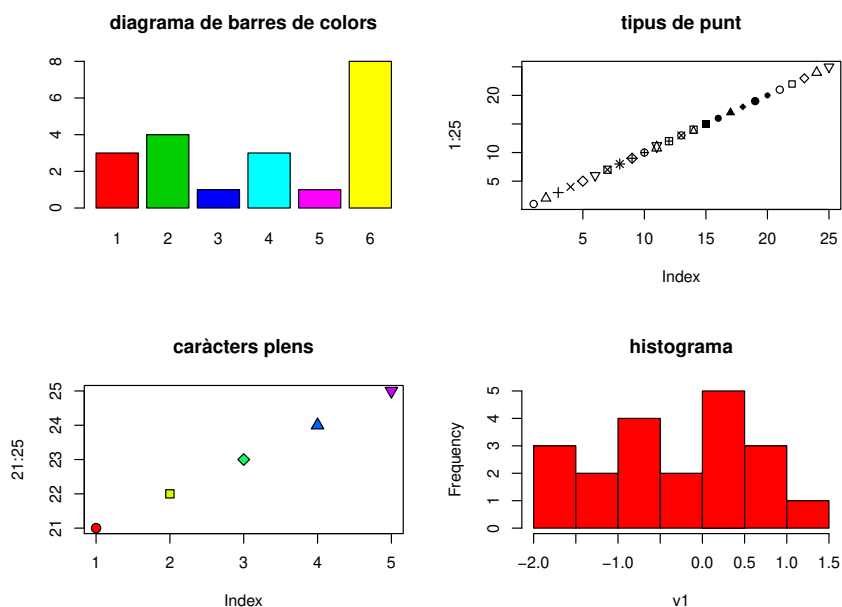 diagrama de barres de colors
8
6
4
2
0
1 2 3 4 5 6
tipus de punt
1:25
20
10
5
5 10 15 20 25
Index
caràcters plens
21:25
25
24
23
22
21
1 2 3 4 5
Index
histograma
Frequency
5
4
3
2
1
0
−2.0 −1.0 0.0 0.5 1.0 1.5
v1